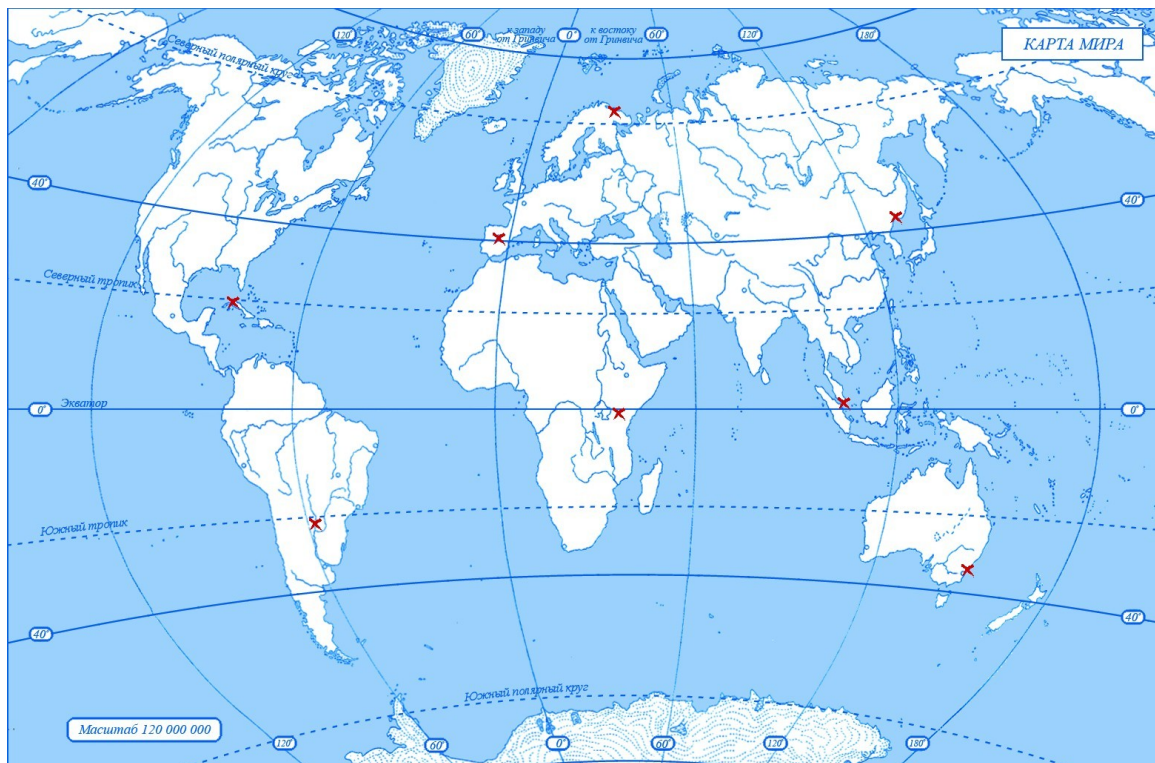 120°
60°
к западу
от Гринвича
0°
к востоку
от Гринвича
60°
120°
180°
КАРТА МИРА
Северный полярный круг
40°
40°
Северный тропик
0°
Экватор
0°
Южный тропик
40°
40°
Южный полярный круг
Масштаб 120 000 000
120°
60°
0°
60°
120°
180°